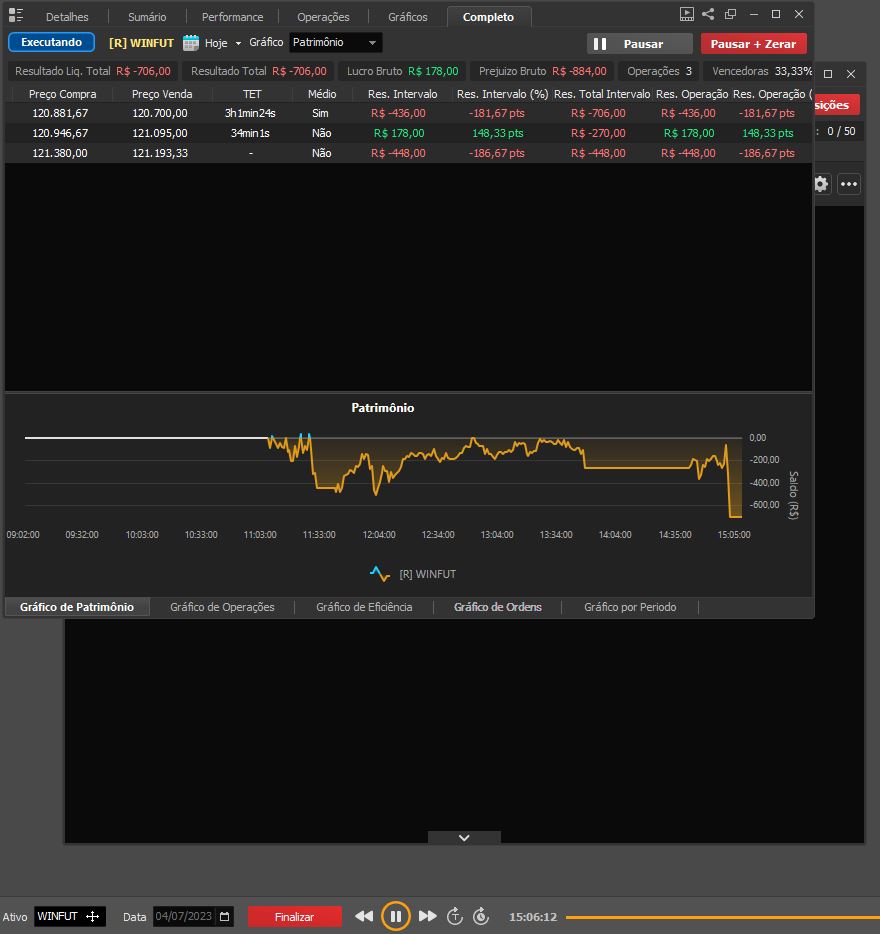 Detalhes Sumário Performance Operações Gráficos Completo
Executando [R] WINFUT Hoje Gráfico Patrimônio Pausar Pausar + Zerar
Resultado Liq. Total R$ -706,00 Resultado Total R$ -706,00 Lucro Bruto R$ 178,00 Prejuizo Bruto R$ -884,00 Operações 3 Vencedoras 33,33%
Preço Compra Preço Venda TET Médio Res. Intervalo Res. Intervalo (%) Res. Total Intervalo Res. Operação Res. Operação (
120.881,67 120.700,00 3h1min24s Sim R$ -436,00 -181,67 pts R$ -706,00 R$ -436,00 -181,67 pts
120.946,67 121.095,00 34min1s Não R$ 178,00 148,33 pts R$ -270,00 R$ 178,00 148,33 pts
121.380,00 121.193,33 - Não R$ -448,00 -186,67 pts R$ -448,00 R$ -448,00 -186,67 pts
sições
: 0 / 50
Patrimônio
0,00
-200,00
-400,00
-600,00
Saldo (R$)
09:02:00 09:32:00 10:03:00 10:33:00 11:03:00 11:33:00 12:04:00 12:34:00 13:04:00 13:34:00 14:04:00 14:35:00 15:05:00
[R] WINFUT
Gráfico de Patrimônio Gráfico de Operações Gráfico de Eficiência Gráfico de Ordens Gráfico por Periodo
Ativo WINFUT Data 04/07/2023 Finalizar T 15:06:12